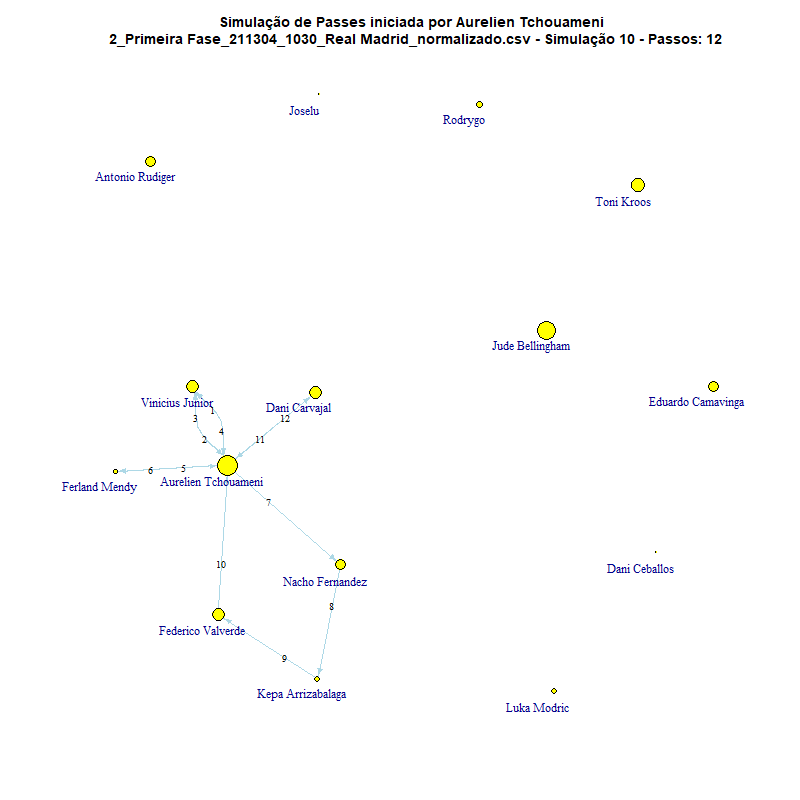 Simulação de Passes iniciada por Aurelien Tchouameni
2_Primeira Fase_211304_1030_Real Madrid_normalizado.csv - Simulação 10 - Passos: 12
Joselu
Rodrygo
Antonio Rudiger
Toni Kroos
Jude Bellingham
Eduardo Camavinga
Vinicius Junior
Dani Carvajal
1
3
12
4
2
11
6
5
Ferland Mendy
Aurelien Tchouameni
7
10
Nacho Fernandez
Dani Ceballos
8
Federico Valverde
9
Kepa Arrizabalaga
Luka Modric